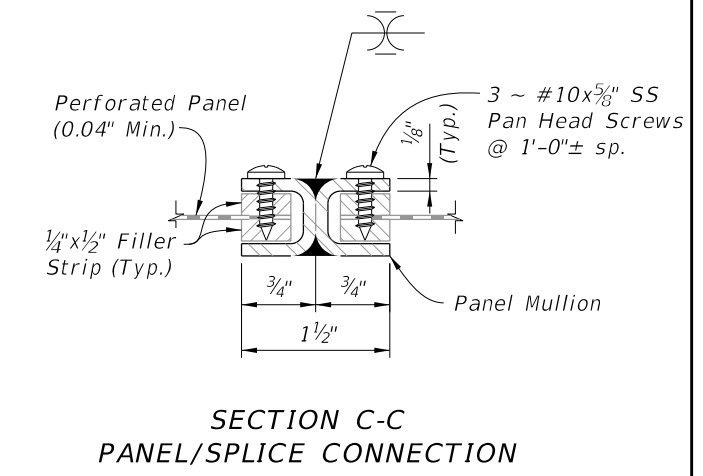 Perforated Panel
(0.04" Min.)
3 ~ #10x⅝" SS
Pan Head Screws
@ 1'-0"± sp.
⅛"
(Typ.)
¼"x½" Filler
Strip (Typ.)
¾"
¾"
Panel Mullion
1½"
SECTION C-C
PANEL/SPLICE CONNECTION